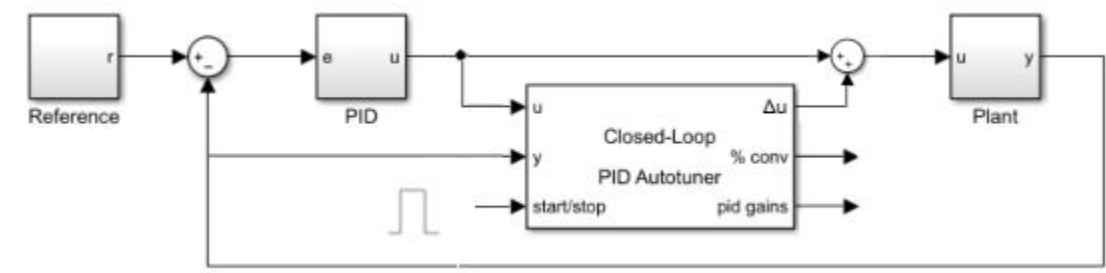 r
Reference
+
−
e
u
PID
u
y
start/stop
Closed-Loop
PID Autotuner
Δu
% conv
pid gains
+
+
u
y
Plant